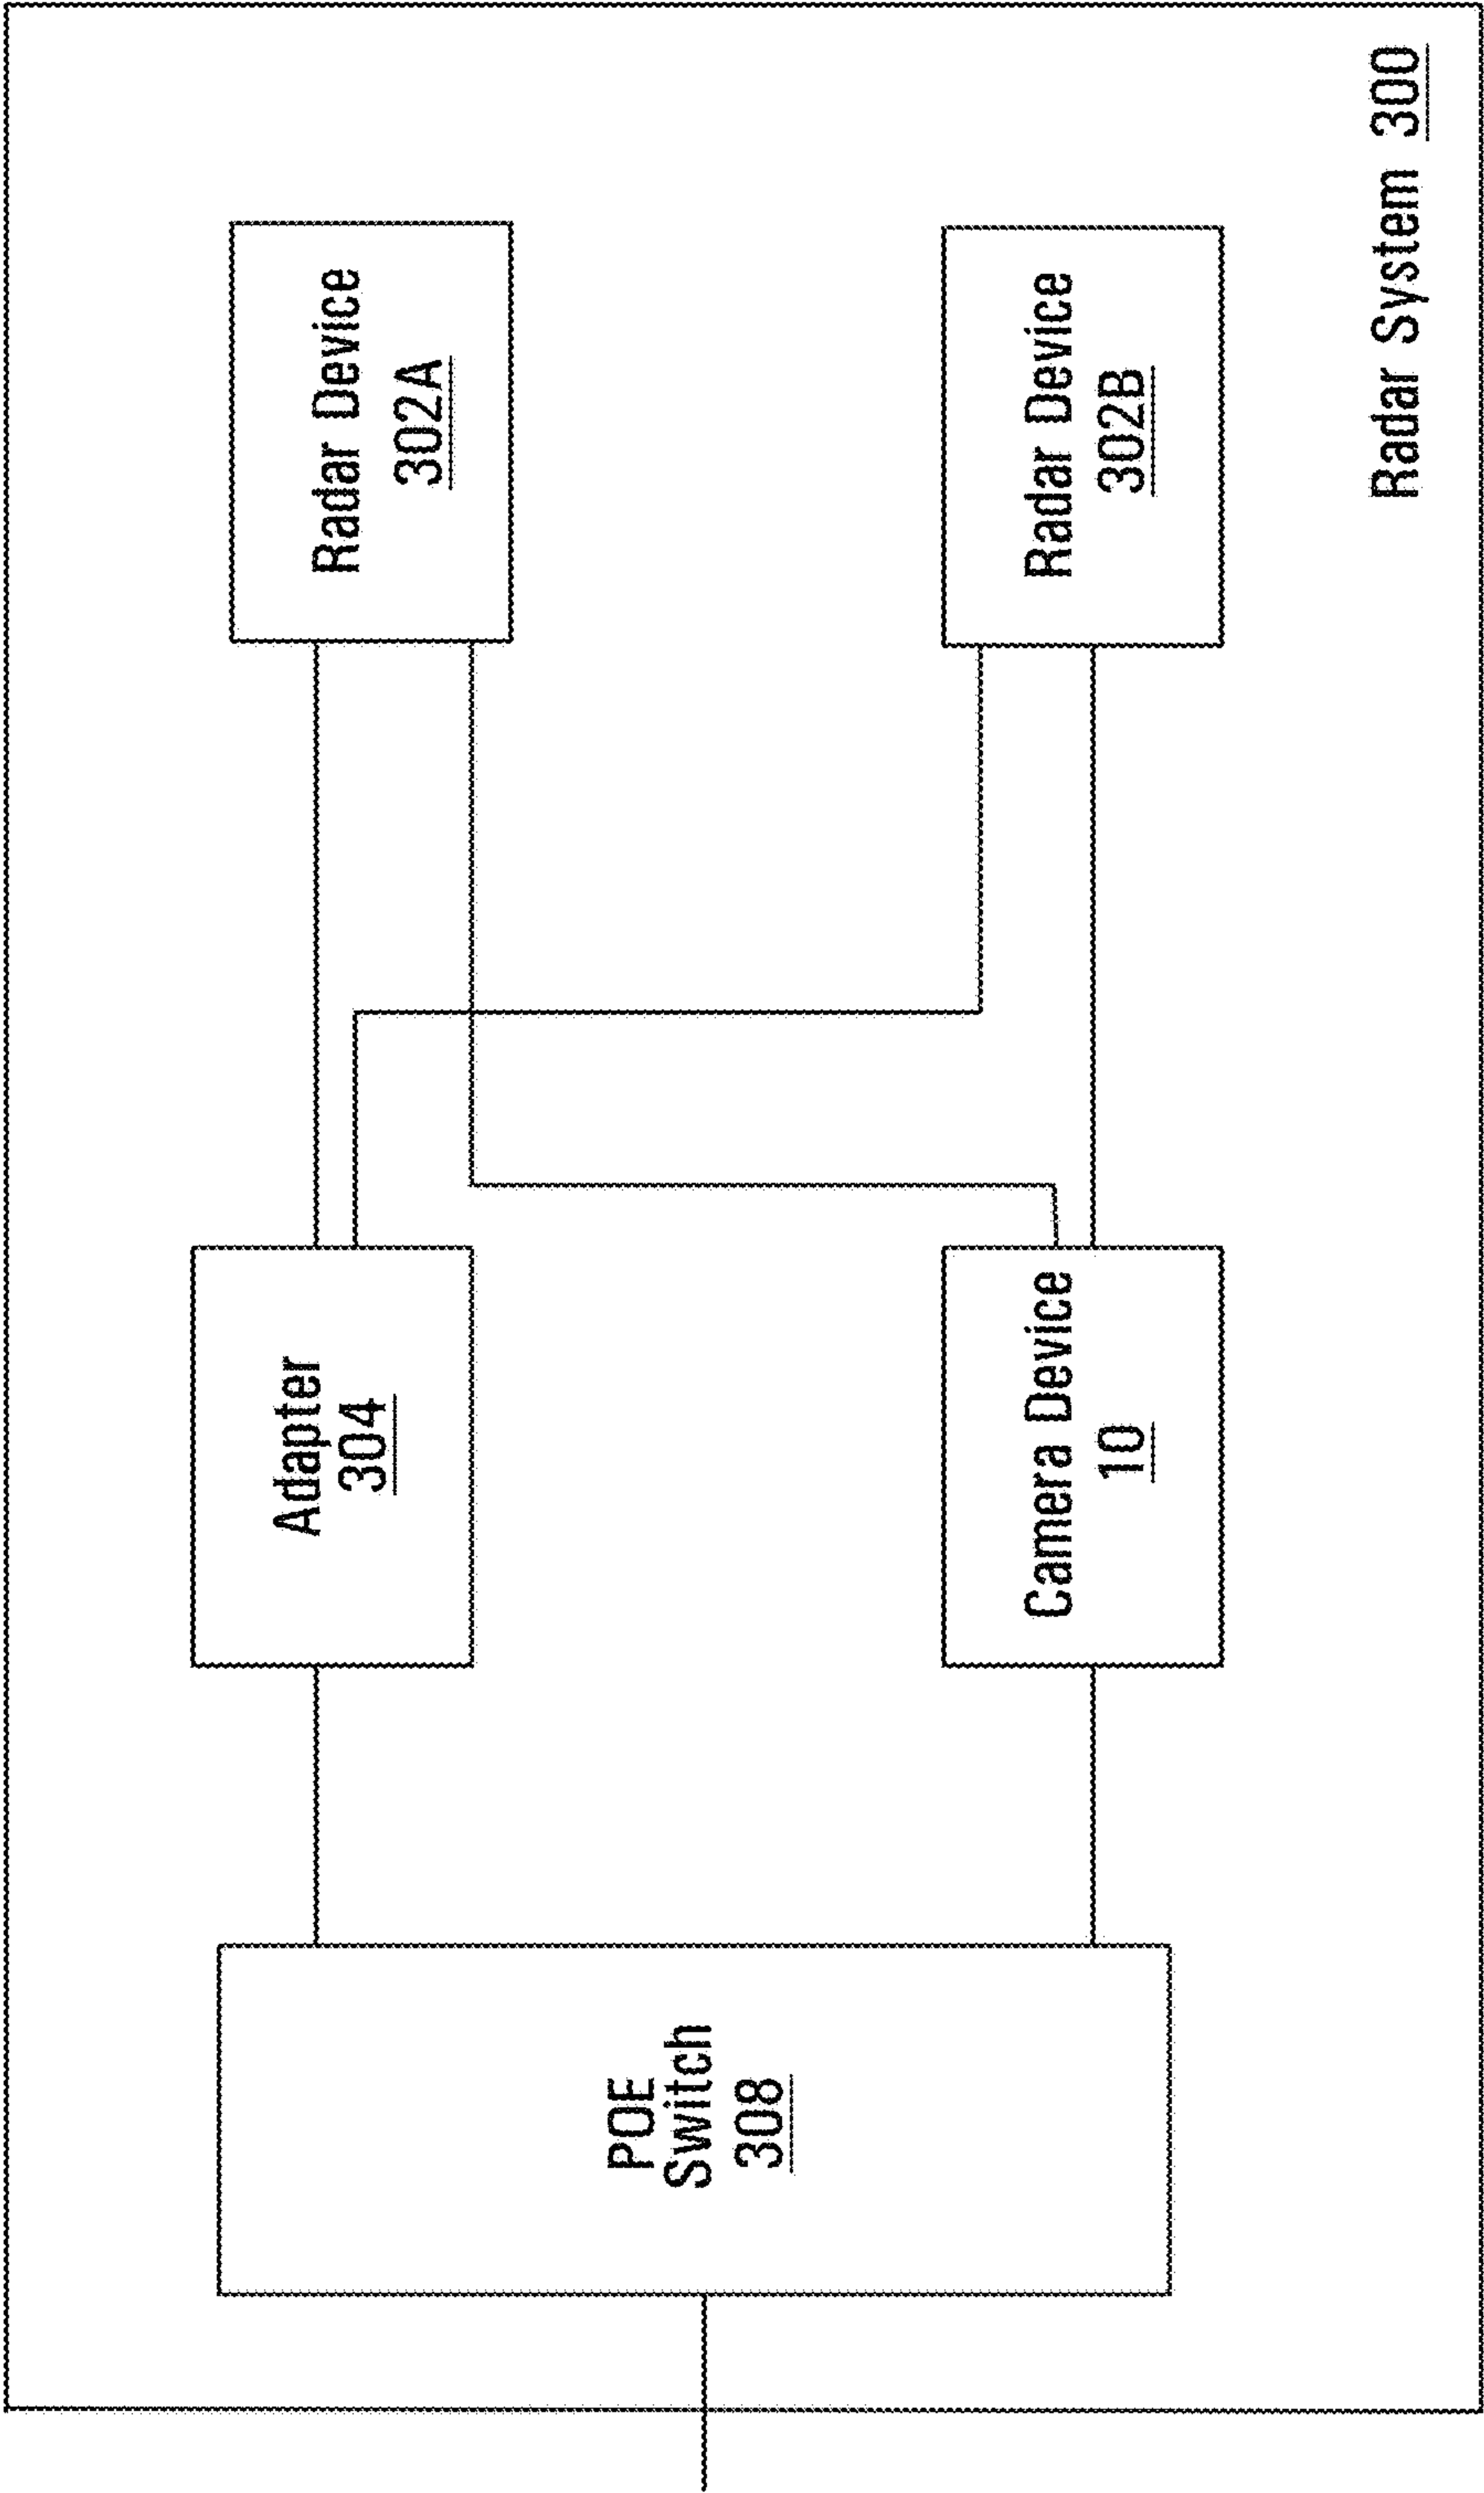 POE
Switch
308
Adapter
304
Radar Device
302A
Camera Device
10
Radar Device
302B
Radar System 300